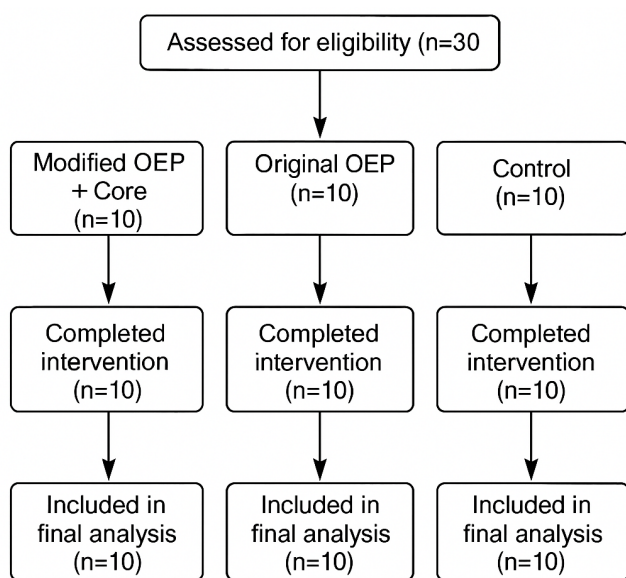 Assessed for eligibility (n=30
Modified OEP
+ Core
(n=10)
Original OEP
(n=10)
Control
(n=10)
Completed
intervention
(n=10)
Completed
intervention
(n=10)
Completed
intervention
(n=10)
Included in
final analysis
(n=10)
Included in
final analysis
(n=10)
Included in
final analysis
(n=10)